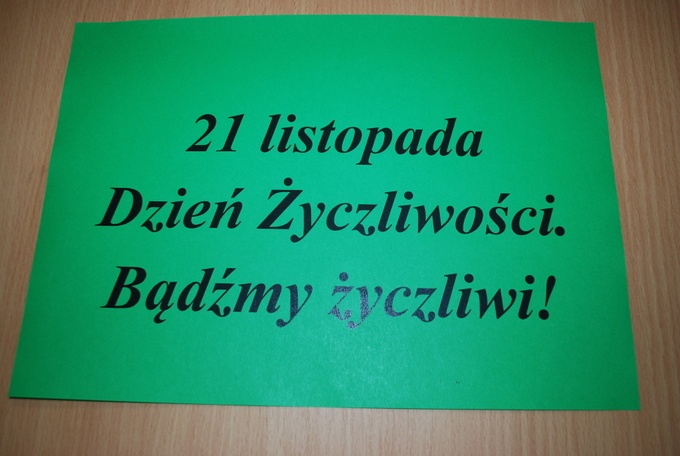 21 listopada
Dzień Życzliwości.
Bądźmy życzliwi!